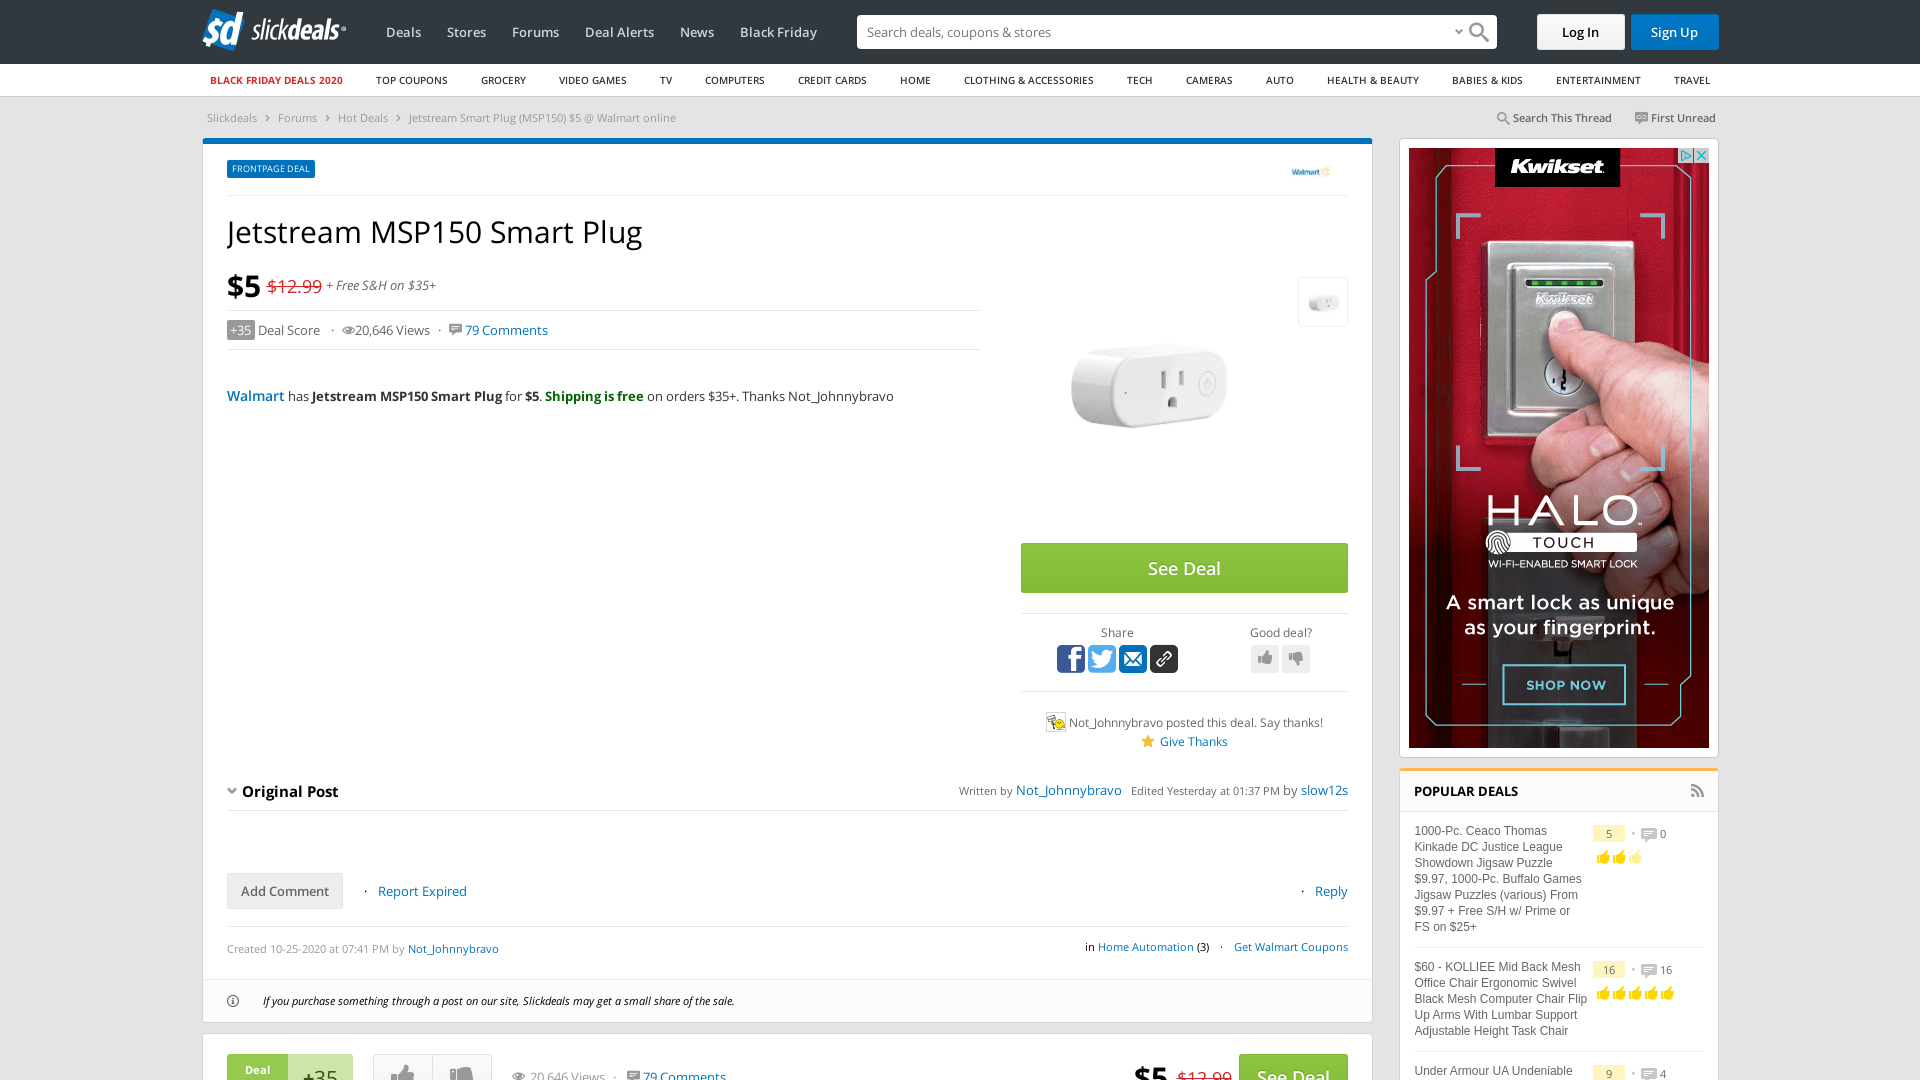 slickdeals
Deals Stores Forums Deal Alerts News Black Friday
Search deals, coupons & shopping
Log In Sign Up
BLACK FRIDAY DEALS 2020 TOP COUPONS GROCERY VIDEO GAMES TV COMPUTERS CREDIT CARDS HOME CLOTHING & ACCESSORIES TECH CAMERAS AUTO HEALTH & BEAUTY BABIES & KIDS ENTERTAINMENT TRAVEL
Slickdeals › Forums › Hot Deals › Jetstream Smart Plug (MSP150) $5 @ Walmart online
Search This Thread First Unread
FRONTPAGE DEAL
Walmart
Jetstream MSP150 Smart Plug
$5 $12.99 + Free S&H on $35+
+35 Deal Score · 20,646 Views · 79 Comments
Walmart has Jetstream MSP150 Smart Plug for $5. Shipping is free on orders $35+. Thanks Not_Johnnybravo
See Deal
Share Good deal?
Not_Johnnybravo posted this deal. Say thanks!
Give Thanks
Original Post
Written by Not_Johnnybravo Edited Yesterday at 01:37 PM by slow12s
Add Comment · Report Expired · Reply
Created 10-25-2020 at 07:41 PM by Not_Johnnybravo
in Home Automation (3) · Get Walmart Coupons
If you purchase something through a post on our site, Slickdeals may get a small share of the sale.
Deal +35
20,646 Views · 79 Comments
$5 $12.99 See Deal
Kwikset
Kwikset
HALO
TOUCH
WI-FI-ENABLED SMART LOCK
A smart lock as unique
as your fingerprint.
SHOP NOW
POPULAR DEALS
1000-Pc. Ceaco Thomas
Kinkade DC Justice League
Showdown Jigsaw Puzzle
$9.97, 1000-Pc. Buffalo Games
Jigsaw Puzzles (various) From
$9.97 + Free S/H w/ Prime or
FS on $25+
5 • 0
$60 - KOLLIEE Mid Back Mesh
Office Chair Ergonomic Swivel
Black Mesh Computer Chair Flip
Up Arms With Lumbar Support
Adjustable Height Task Chair
16 • 16
Under Armour UA Undeniable
9 • 4